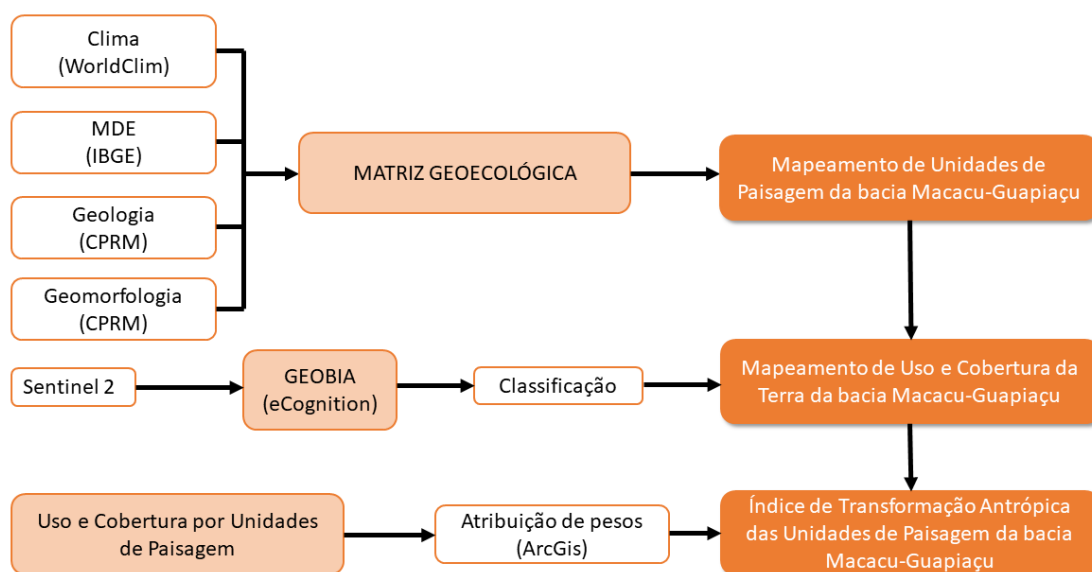 Clima
(WorldClim)
MDE
(IBGE)
Geologia
(CPRM)
Geomorfologia
(CPRM)
MATRIZ GEOECOLÓGICA
Mapeamento de Unidades de
Paisagem da bacia Macacu-Guapiaçu
Sentinel 2
GEOBIA
(eCognition)
Classificação
Mapeamento de Uso e Cobertura da
Terra da bacia Macacu-Guapiaçu
Uso e Cobertura por Unidades
de Paisagem
Atribuição de pesos
(ArcGis)
Índice de Transformação Antrópica
das Unidades de Paisagem da bacia
Macacu-Guapiaçu